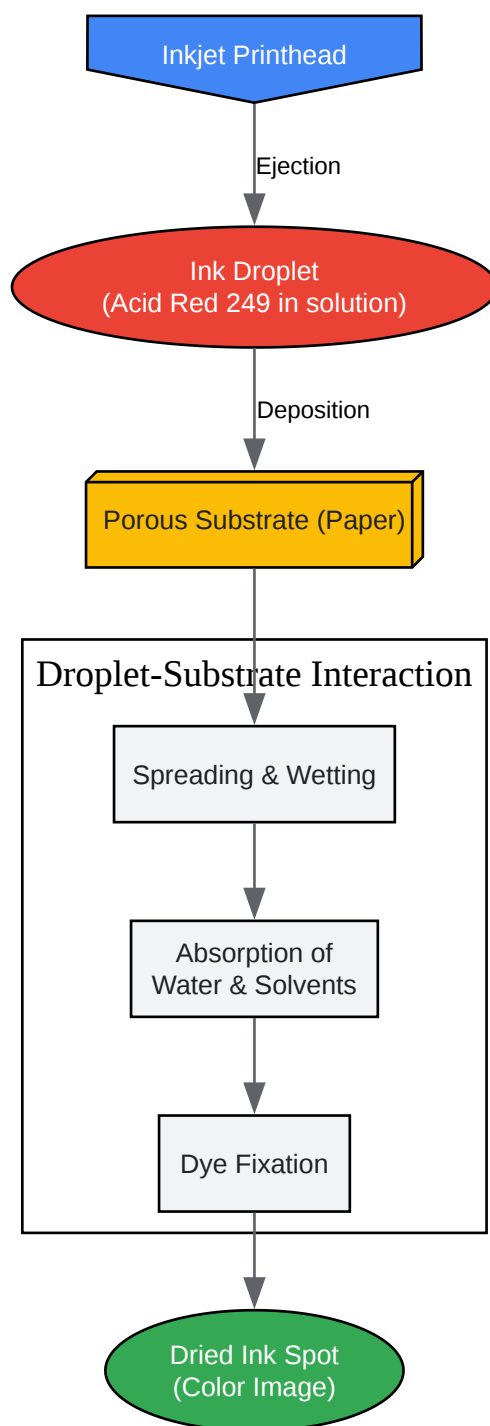 Inkjet Printhead
Ejection
Ink Droplet
(Acid Red 249 in solution)
Deposition
Porous Substrate (Paper)
Droplet-Substrate Interaction
Spreading & Wetting
Absorption of
Water & Solvents
Dye Fixation
Dried Ink Spot
(Color Image)